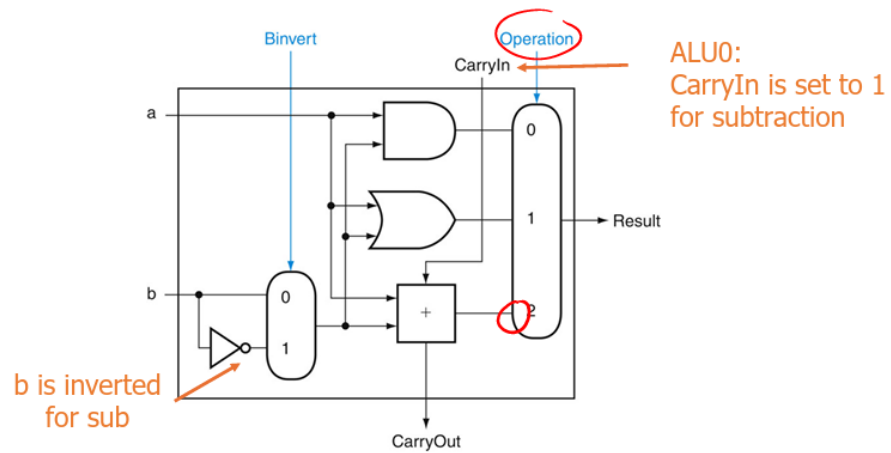 Binvert
Operation
CarryIn
ALU0:
CarryIn is set to 1
for subtraction
a
0
1
Result
b
0
2
+
1
b is inverted
for sub
CarryOut